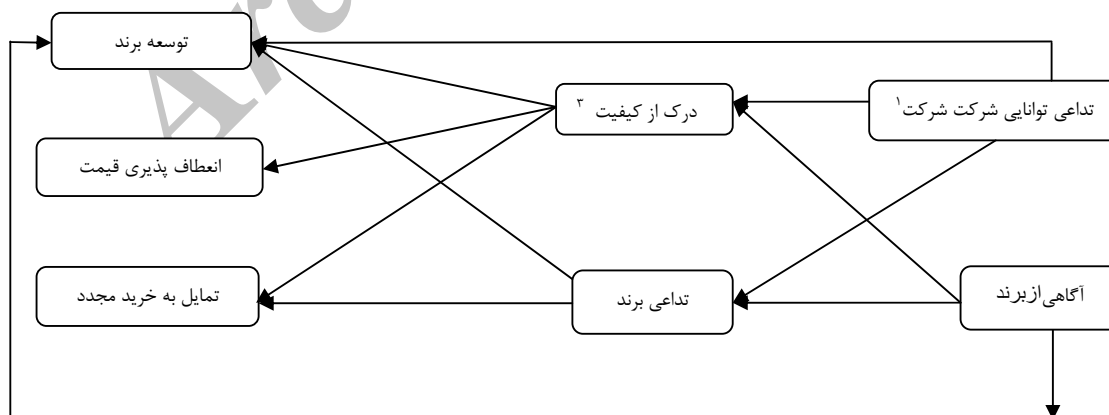 توسعه برند
تداعی توانایی شرکت شرکت۱
درک از کیفیت ۳
انعطاف پذیری قیمت
آگاهی ازبرند
تداعی برند
تمایل به خرید مجدد
Arc